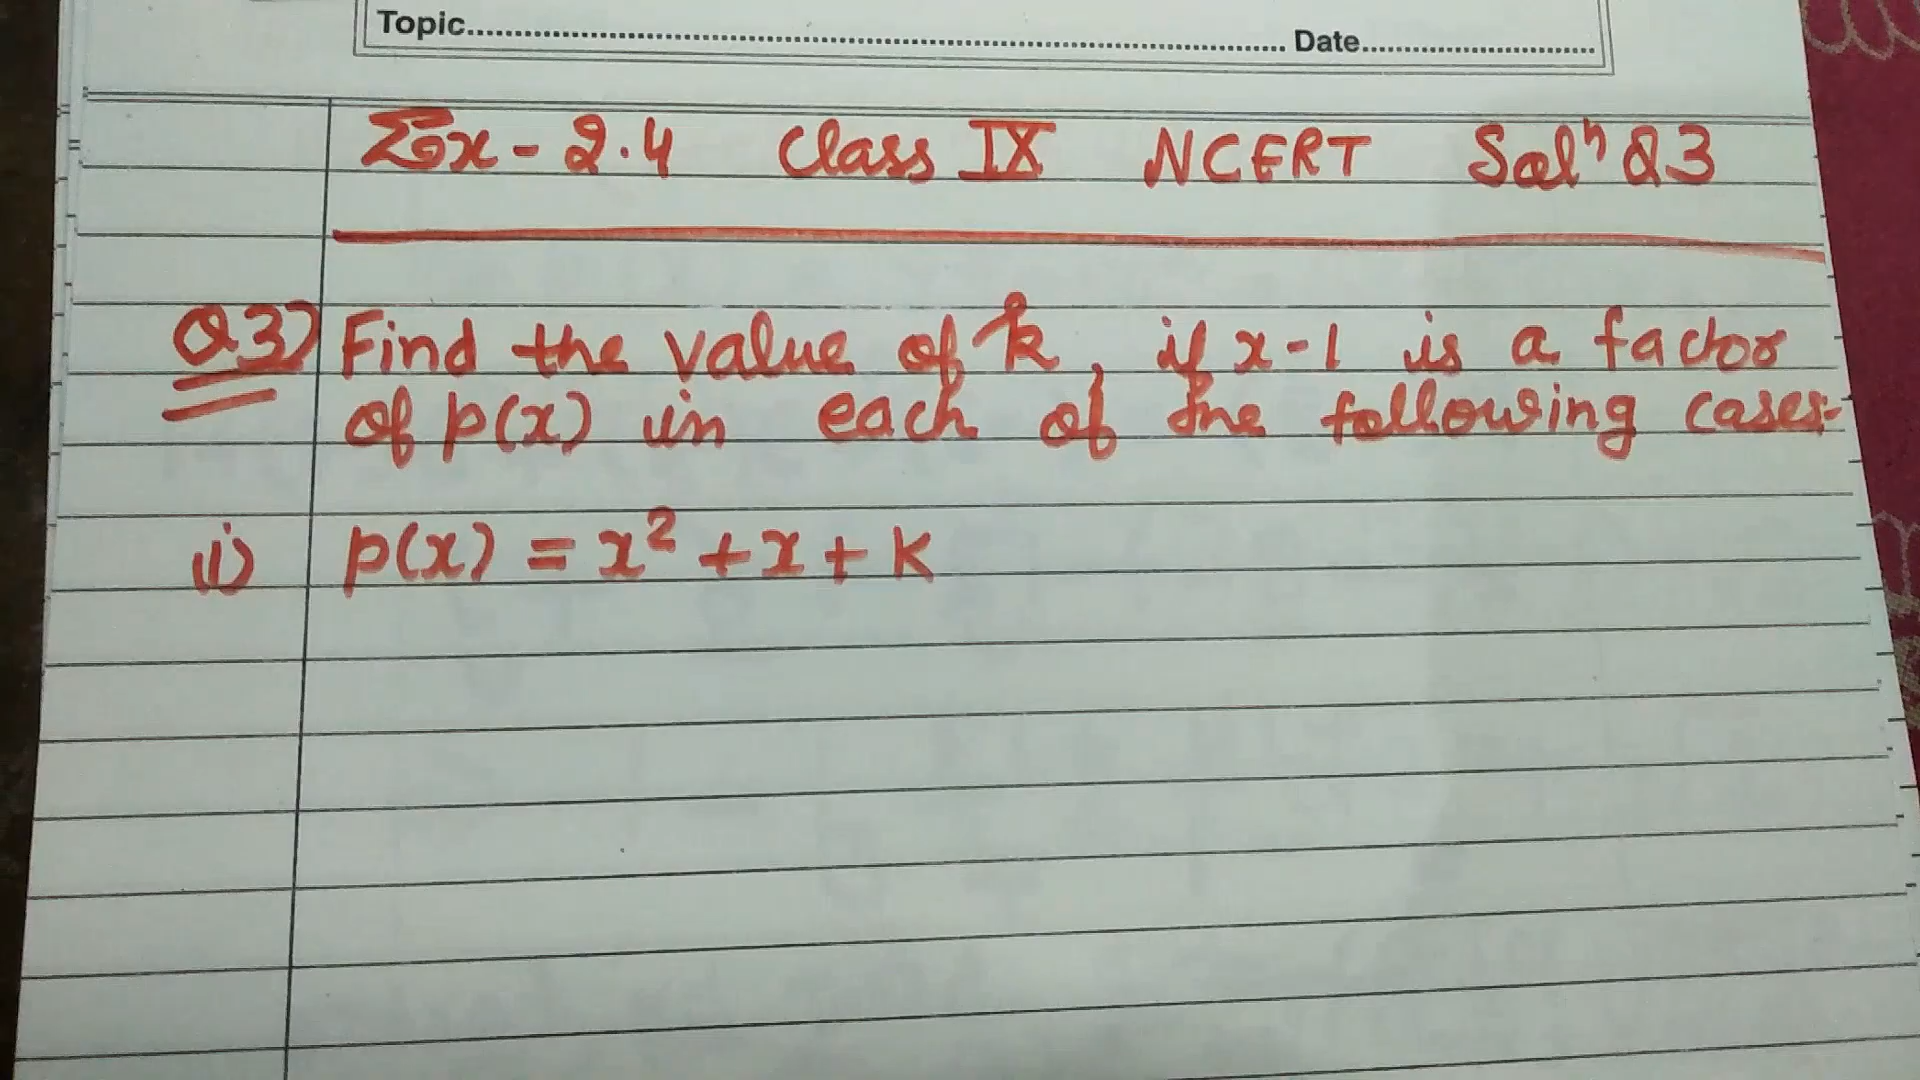 Topic.......... Date..........
Ex - 2.4 Class IX NCERT Solⁿ Q3
Q3) Find the value of k, if x-1 is a factor
of p(x) in each of the following cases-
i) p(x) = x² + x + k